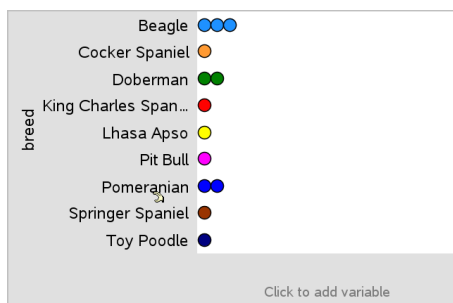 Beagle
Cocker Spaniel
Doberman
King Charles Span...
Lhasa Apso
Pit Bull
Pomeranian
Springer Spaniel
Toy Poodle
breed
Click to add variable